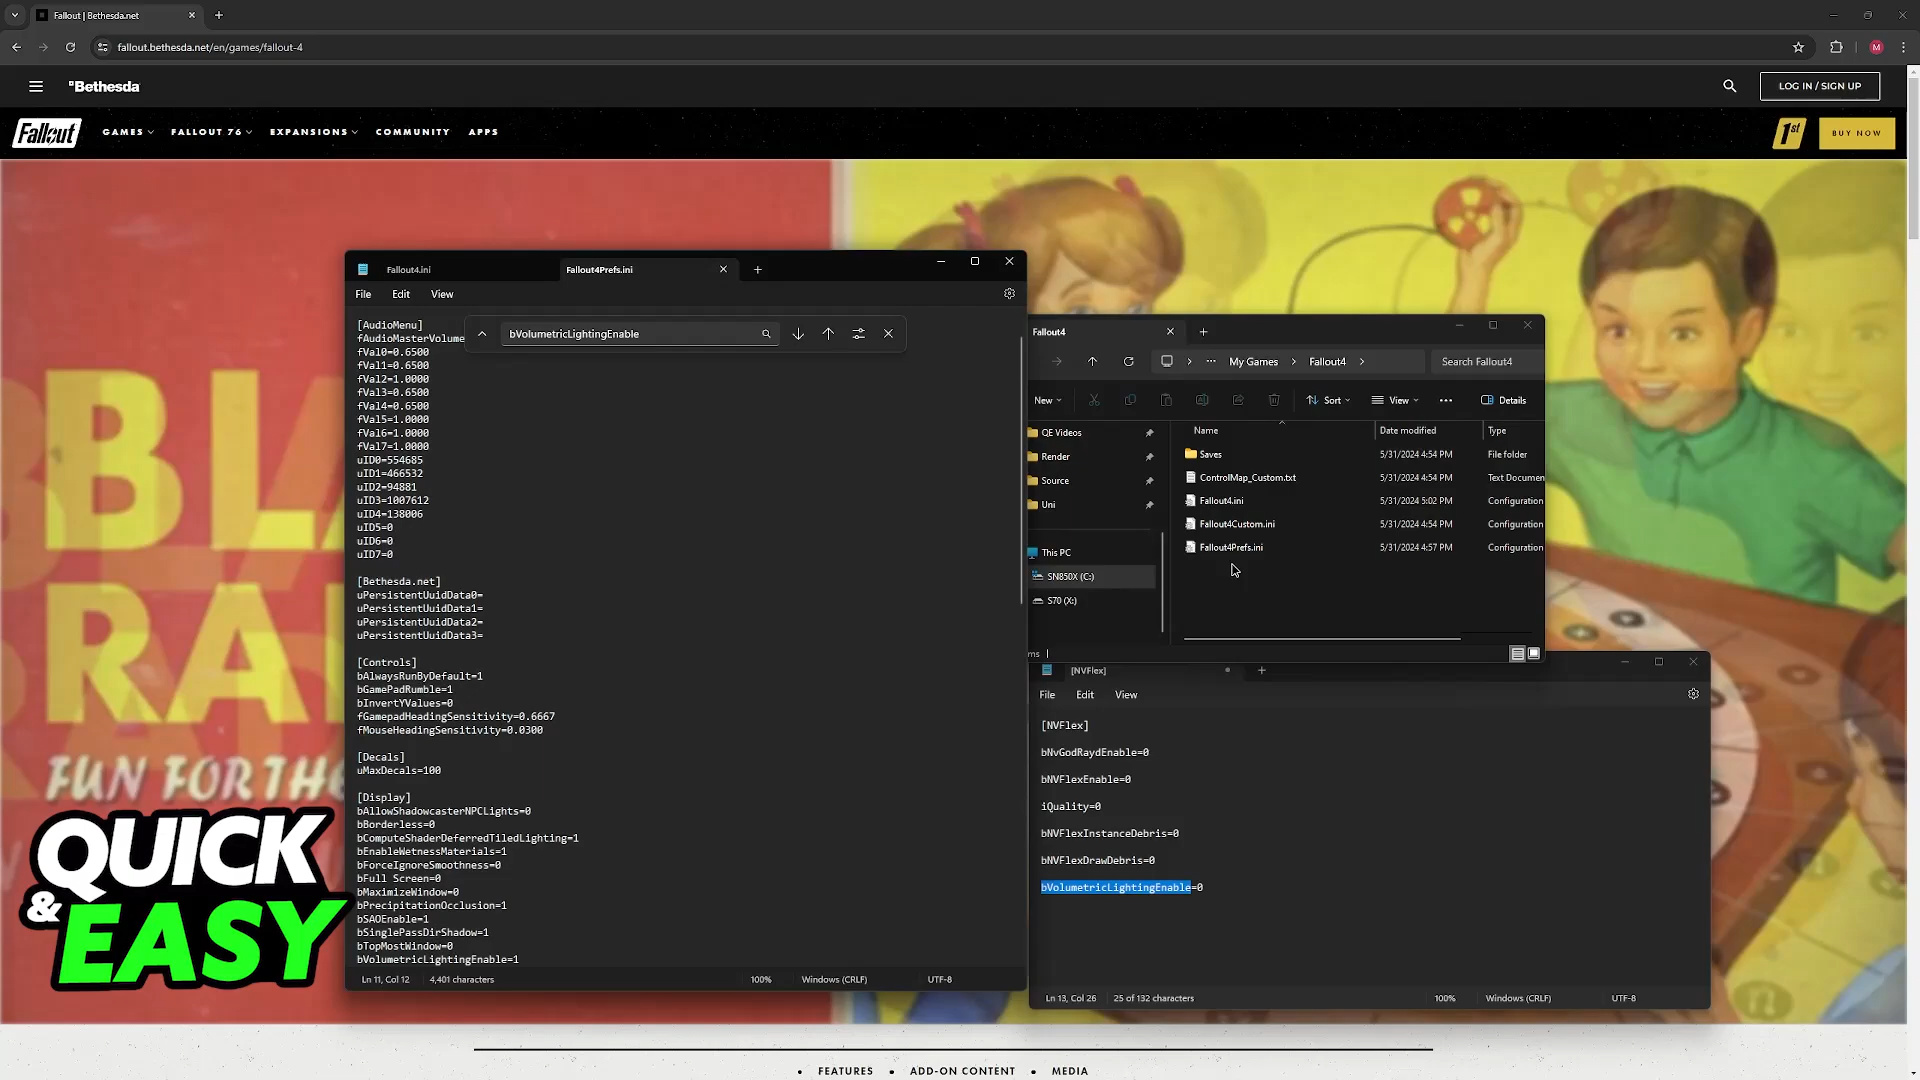 Fallout | Bethesda.net
fallout.bethesda.net/en/games/fallout-4
M
Bethesda
LOG IN / SIGN UP
Fallout
GAMES
FALLOUT 76
EXPANSIONS
COMMUNITY
APPS
1st
BUY NOW
FUN FOR THE
QUICK
& EASY
Fallout4.ini
Fallout4Prefs.ini
File
Edit
View
bVolumetricLightingEnable
[AudioMenu]
fAudioMasterVolume
fVal0=0.6500
fVal1=0.6500
fVal2=1.0000
fVal3=0.6500
fVal4=0.6500
fVal5=1.0000
fVal6=1.0000
fVal7=1.0000
uID0=554685
uID1=466532
uID2=94881
uID3=1007612
uID4=138006
uID5=0
uID6=0
uID7=0
[Bethesda.net]
uPersistentUuidData0=
uPersistentUuidData1=
uPersistentUuidData2=
uPersistentUuidData3=
[Controls]
bAlwaysRunByDefault=1
bGamePadRumble=1
bInvertYValues=0
fGamepadHeadingSensitivity=0.6667
fMouseHeadingSensitivity=0.0300
[Decals]
uMaxDecals=100
[Display]
bAllowShadowcasterNPCLights=0
bBorderless=0
bComputeShaderDeferredTiledLighting=1
bEnableWetnessMaterials=1
bForceIgnoreSmoothness=0
bFull Screen=0
bMaximizeWindow=0
bPrecipitationOcclusion=1
bSAOEnable=1
bSinglePassDirShadow=1
bTopMostWindow=0
bVolumetricLightingEnable=1
Ln 11, Col 12
4,401 characters
100%
Windows (CRLF)
UTF-8
Fallout4
My Games
Fallout4
Search Fallout4
New
Sort
View
Details
QE Videos
Render
Source
Uni
This PC
SN850X (C:)
S70 (X:)
Name
Date modified
Type
Saves
5/31/2024 4:54 PM
File folder
ControlMap_Custom.txt
5/31/2024 4:54 PM
Text Documen
Fallout4.ini
5/31/2024 5:02 PM
Configuration
Fallout4Custom.ini
5/31/2024 4:54 PM
Configuration
Fallout4Prefs.ini
5/31/2024 4:57 PM
Configuration
ms
[NVFlex]
File
Edit
View
[NVFlex]
bNvGodRaydEnable=0
bNVFlexEnable=0
iQuality=0
bNVFlexInstanceDebris=0
bNVFlexDrawDebris=0
bVolumetricLightingEnable=0
Ln 13, Col 26
25 of 132 characters
100%
Windows (CRLF)
UTF-8
FEATURES
ADD-ON CONTENT
MEDIA